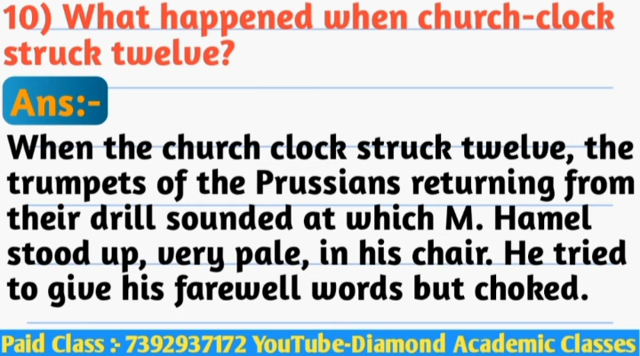 10) What happened when church-clock
struck twelve?
Ans:-
When the church clock struck twelve, the
trumpets of the Prussians returning from
their drill sounded at which M. Hamel
stood up, very pale, in his chair. He tried
to give his farewell words but choked.
Paid Class :- 7392937172 YouTube-Diamond Academic Classes